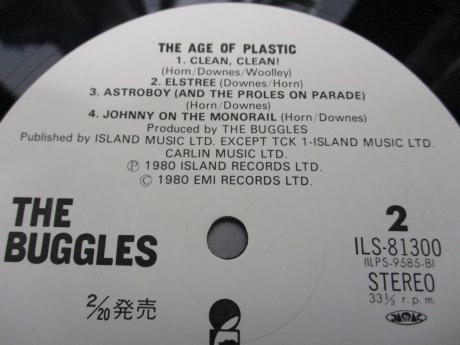 THE AGE OF PLASTIC
1. CLEAN, CLEAN!
(Horn/Downes/Woolley)
2. ELSTREE (Downes/Horn)
3. ASTROBOY (AND THE PROLES ON PARADE)
(Horn/Downes)
4. JOHNNY ON THE MONORAIL (Horn/Downes)
Produced by THE BUGGLES
Published by ISLAND MUSIC LTD. EXCEPT TCK 1-ISLAND MUSIC LTD.
CARLIN MUSIC LTD.
Ⓟ 1980 ISLAND RECORDS LTD.
© 1980 EMI RECORDS LTD.
THE
BUGGLES
2
ILS-81300
(ILPS-9585-B)
STEREO
33⅓ r.p.m.
JASRAC
2/20発売